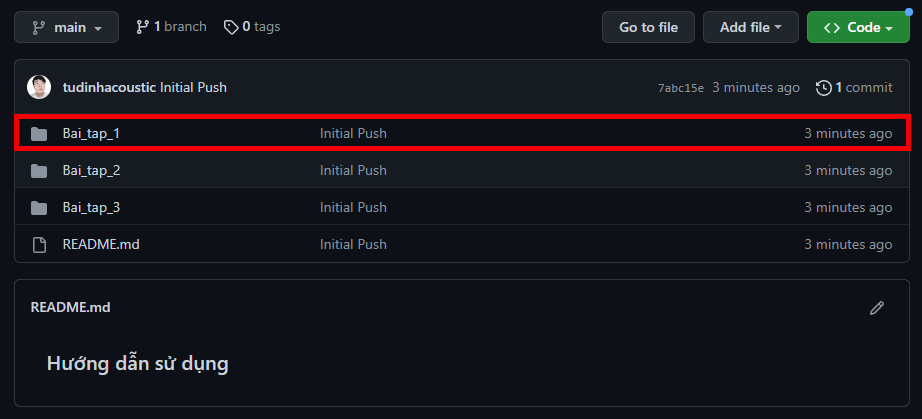 main 1 branch 0 tags Go to file Add file Code
tudinhacoustic Initial Push 7abc15e 3 minutes ago 1 commit
Bai_tap_1 Initial Push 3 minutes ago
Bai_tap_2 Initial Push 3 minutes ago
Bai_tap_3 Initial Push 3 minutes ago
README.md Initial Push 3 minutes ago
README.md
Hướng dẫn sử dụng